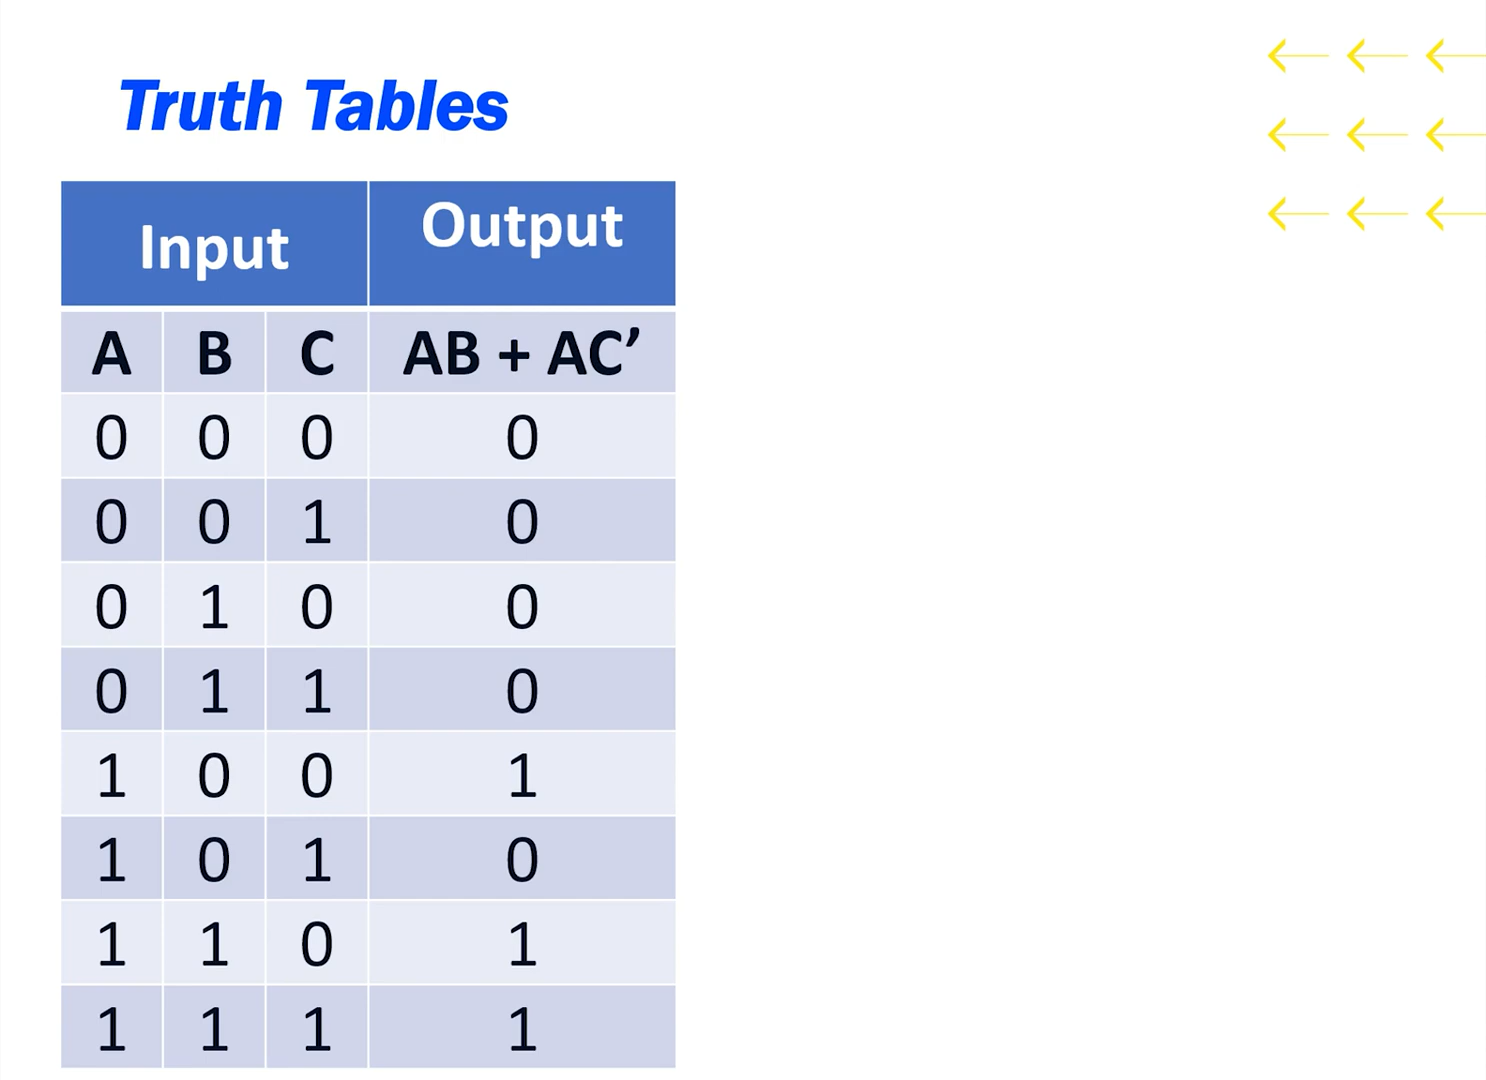 Truth Tables
Input Output
A B C AB + AC’
0 0 0 0
0 0 1 0
0 1 0 0
0 1 1 0
1 0 0 1
1 0 1 0
1 1 0 1
1 1 1 1